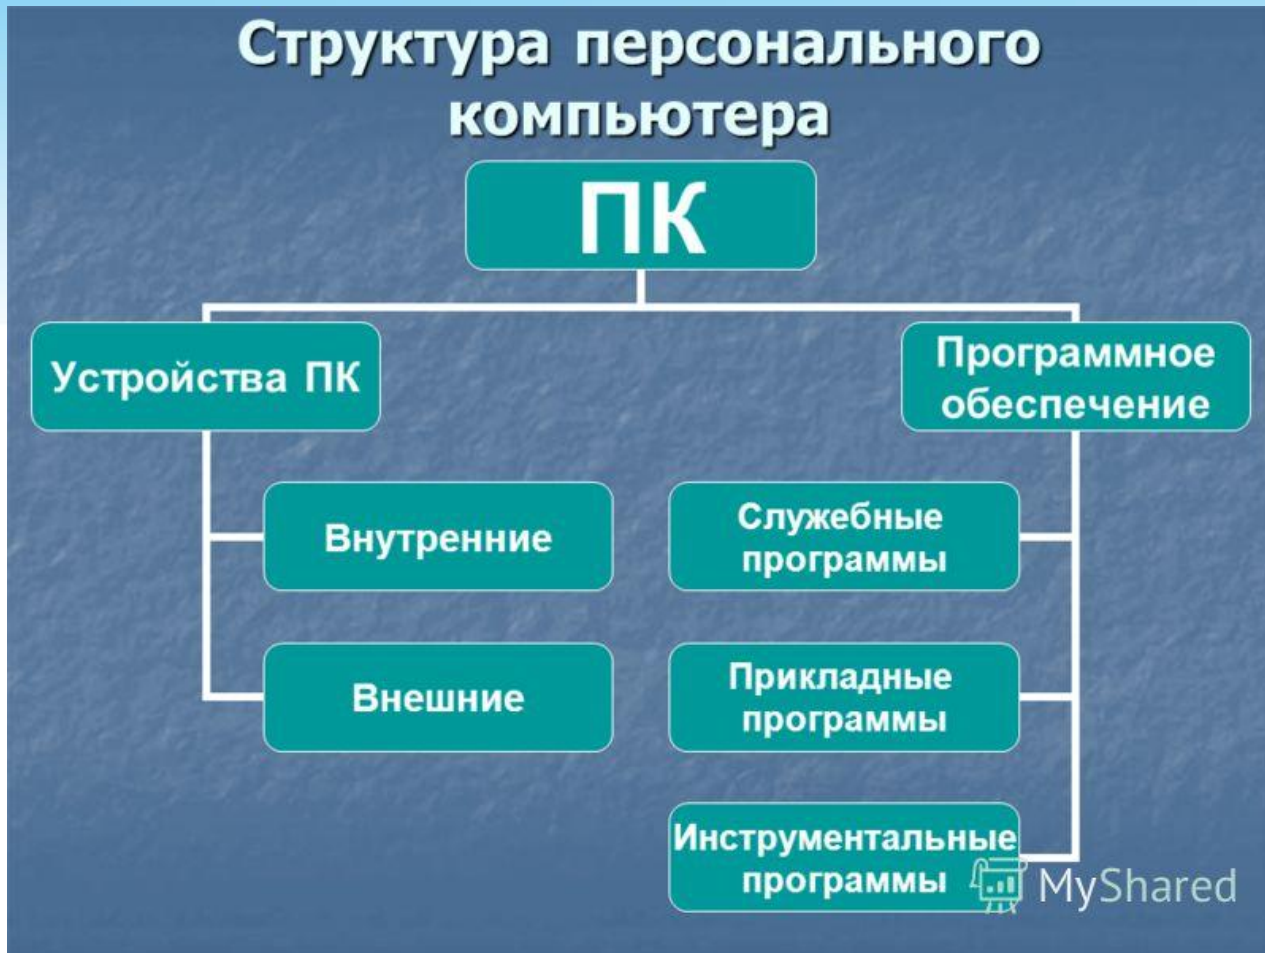 Структура персонального
компьютера
ПК
Устройства ПК
Программное
обеспечение
Внутренние
Служебные
программы
Внешние
Прикладные
программы
Инструментальные
программы
MyShared